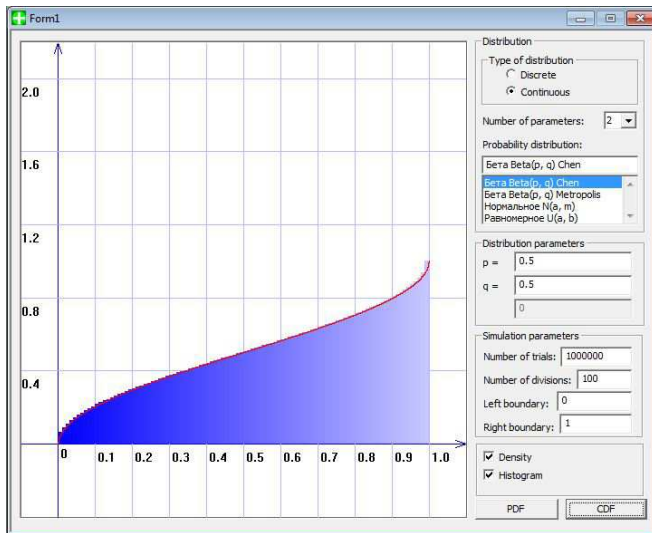 Form1
2.0
1.6
1.2
0.8
0.4
0 0.1 0.2 0.3 0.4 0.5 0.6 0.7 0.8 0.9 1.0
Distribution
Type of distribution
Discrete
Continuous
Number of parameters: 2
Probability distribution:
Бета Beta(p, q) Chen
Бета Beta(p, q) Chen
Бета Beta(p, q) Metropolis
Нормальное N(a, m)
Равномерное U(a, b)
Distribution parameters
p = 0.5
q = 0.5
0
Simulation parameters
Number of trials: 1000000
Number of divisions: 100
Left boundary: 0
Right boundary: 1
Density
Histogram
PDF CDF